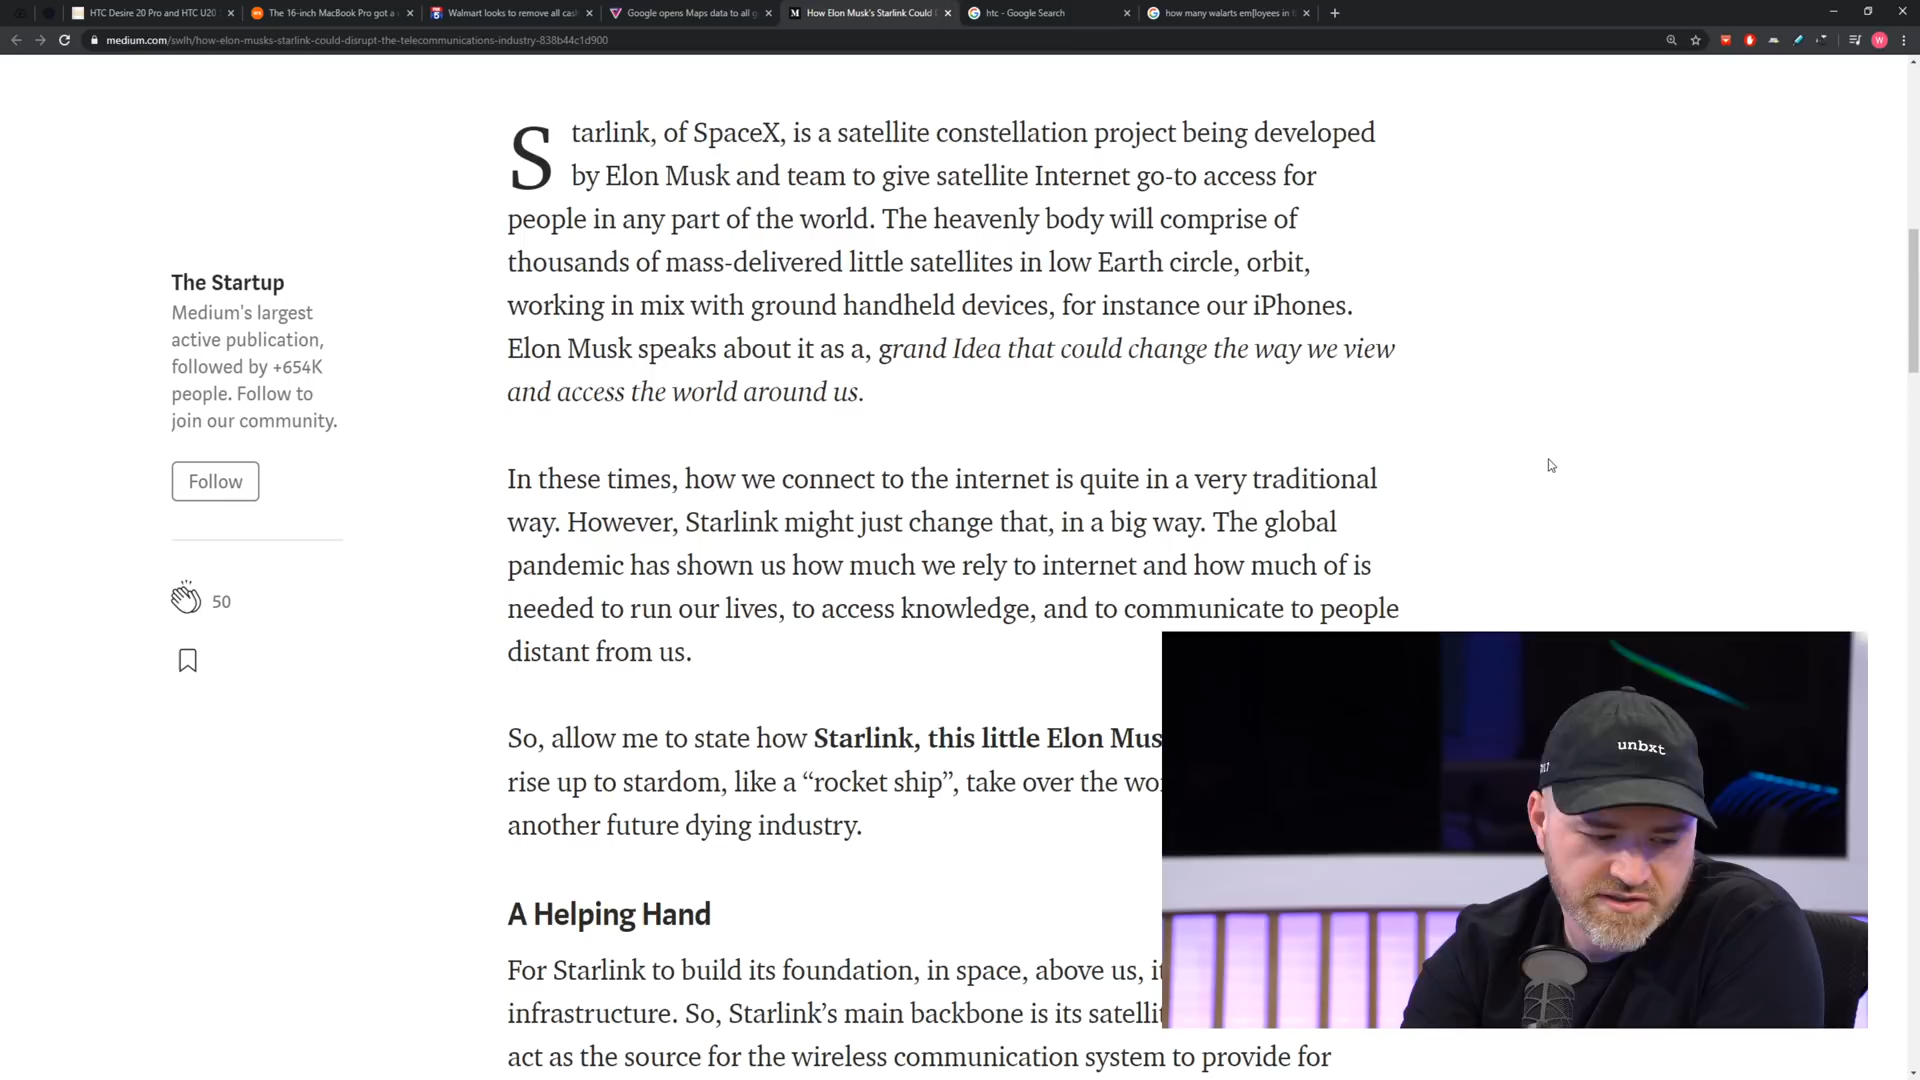 HTC Desire 20 Pro and HTC U20
The 16-inch MacBook Pro got a
Walmart looks to remove all cas
Google opens Maps data to all g
How Elon Musk's Starlink Could
htc - Google Search
how many walarts em[loyees in
medium.com/swlh/how-elon-musks-starlink-could-disrupt-the-telecommunications-industry-838b44c1d900
W
Starlink, of SpaceX, is a satellite constellation project being developed
by Elon Musk and team to give satellite Internet go-to access for
people in any part of the world. The heavenly body will comprise of
thousands of mass-delivered little satellites in low Earth circle, orbit,
working in mix with ground handheld devices, for instance our iPhones.
Elon Musk speaks about it as a, grand Idea that could change the way we view
and access the world around us.
The Startup
Medium's largest
active publication,
followed by +654K
people. Follow to
join our community.
Follow
50
In these times, how we connect to the internet is quite in a very traditional
way. However, Starlink might just change that, in a big way. The global
pandemic has shown us how much we rely to internet and how much of is
needed to run our lives, to access knowledge, and to communicate to people
distant from us.
So, allow me to state how Starlink, this little Elon Mus
rise up to stardom, like a “rocket ship”, take over the wo
another future dying industry.
A Helping Hand
For Starlink to build its foundation, in space, above us, it
infrastructure. So, Starlink’s main backbone is its satellit
act as the source for the wireless communication system to provide for
unbxt